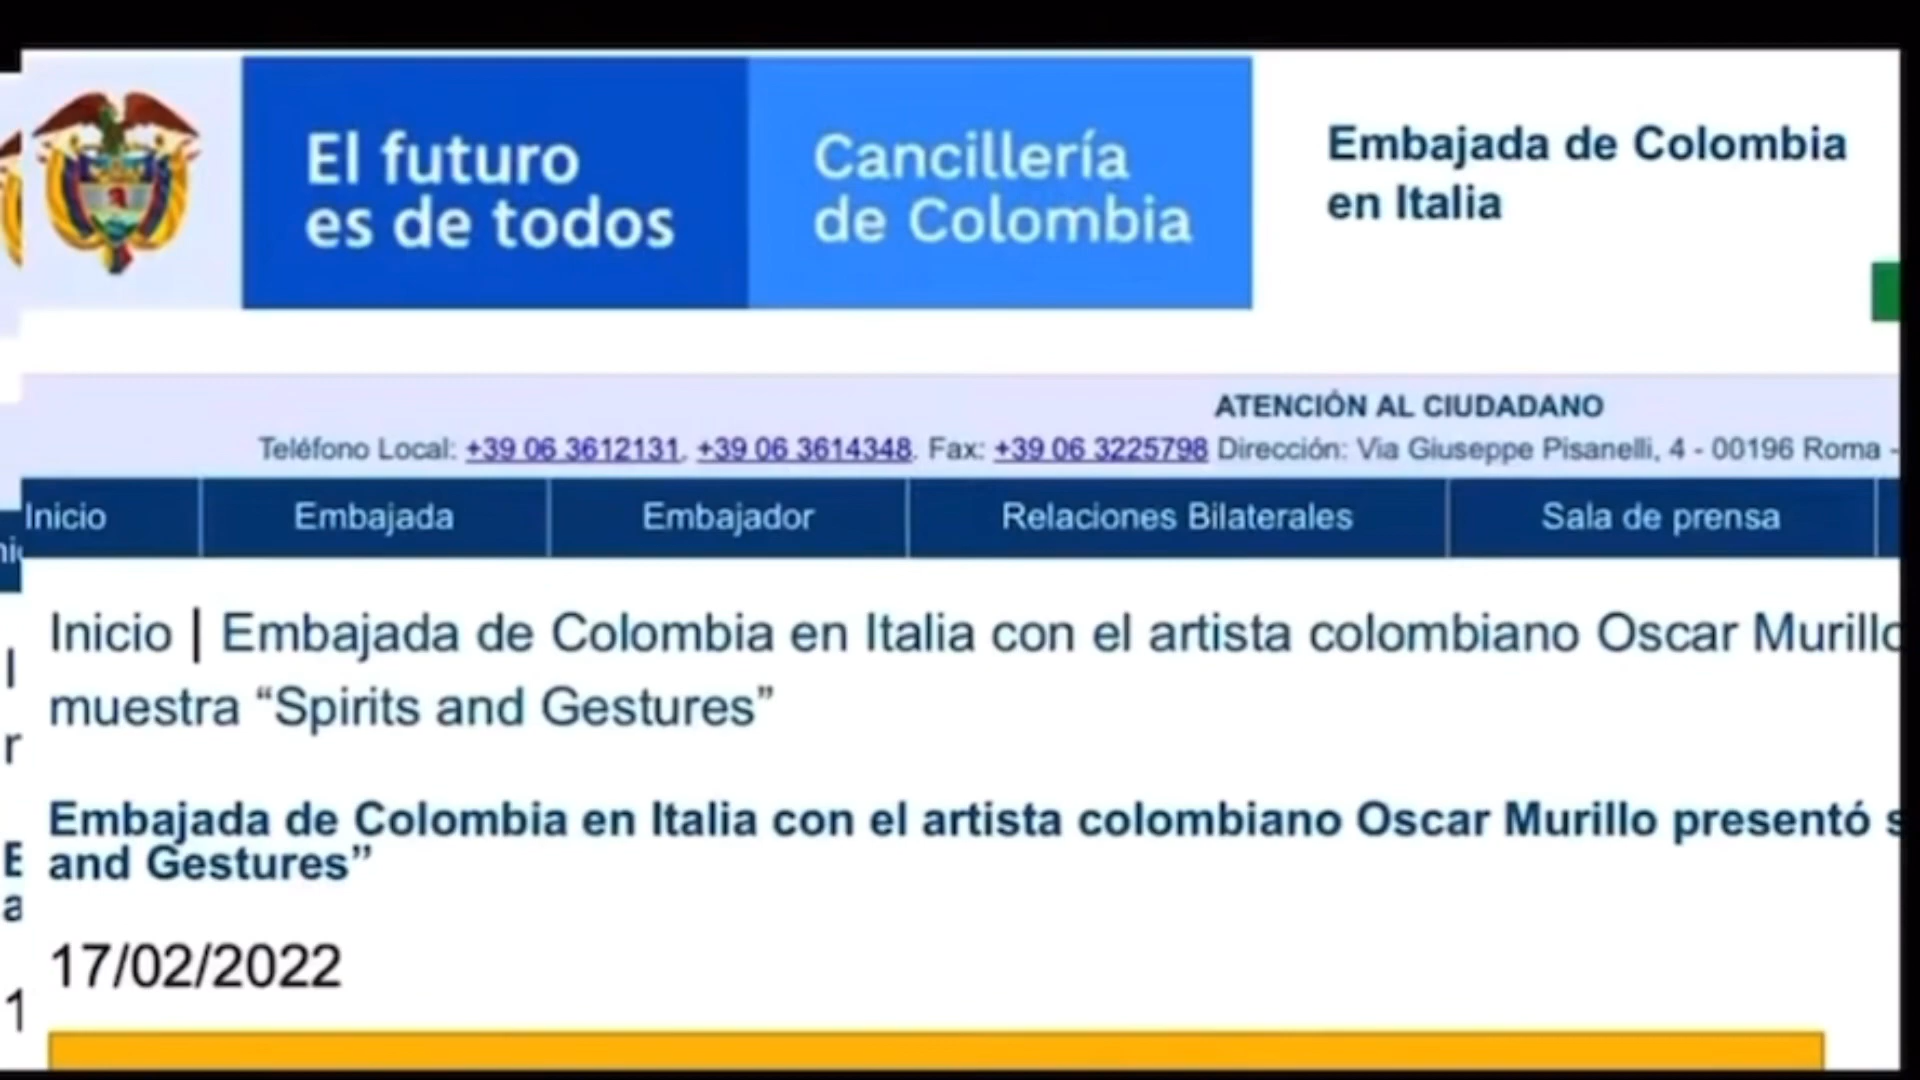 El futuro
es de todos
Cancillería
de Colombia
Embajada de Colombia
en Italia
ATENCIÓN AL CIUDADANO
Teléfono Local: +39 06 3612131, +39 06 3614348. Fax: +39 06 3225798 Dirección: Via Giuseppe Pisanelli, 4 - 00196 Roma -
Inicio Embajada Embajador Relaciones Bilaterales Sala de prensa
Inicio | Embajada de Colombia en Italia con el artista colombiano Oscar Murillo
muestra “Spirits and Gestures”
Embajada de Colombia en Italia con el artista colombiano Oscar Murillo presentó s
and Gestures”
17/02/2022